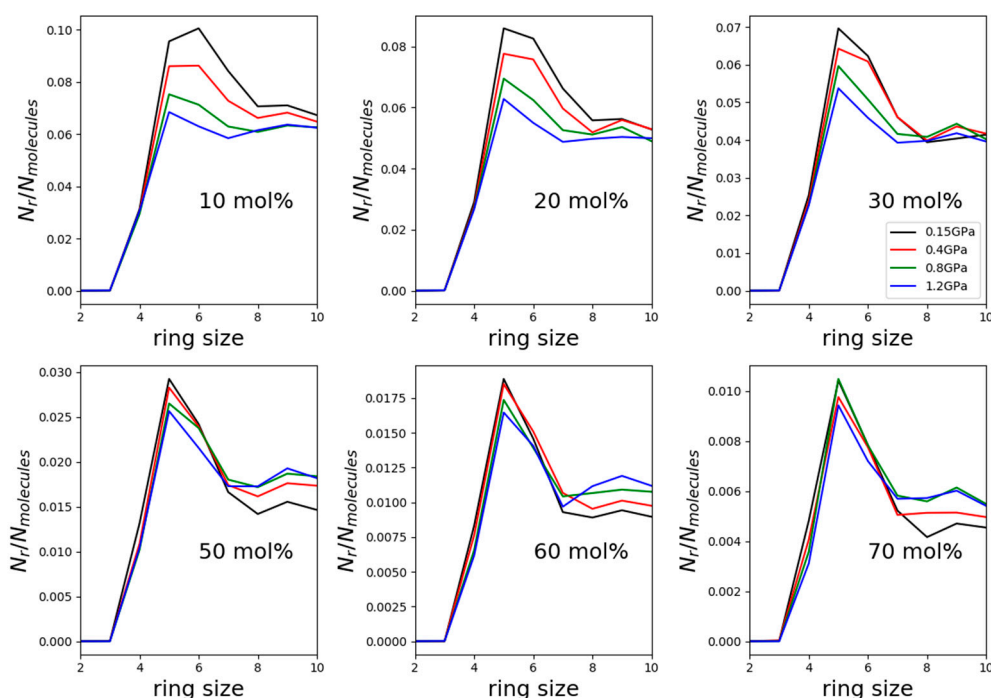 0.10
0.08
0.06
0.04
0.02
0.00
N_r/N_molecules
10 mol%
2 4 6 8 10
ring size
0.08
0.06
0.04
0.02
0.00
N_r/N_molecules
20 mol%
2 4 6 8 10
ring size
0.07
0.06
0.05
0.04
0.03
0.02
0.01
0.00
N_r/N_molecules
30 mol%
0.15GPa
0.4GPa
0.8GPa
1.2GPa
2 4 6 8 10
ring size
0.030
0.025
0.020
0.015
0.010
0.005
0.000
N_r/N_molecules
50 mol%
2 4 6 8 10
ring size
0.0175
0.0150
0.0125
0.0100
0.0075
0.0050
0.0025
0.0000
N_r/N_molecules
60 mol%
2 4 6 8 10
ring size
0.010
0.008
0.006
0.004
0.002
0.000
N_r/N_molecules
70 mol%
2 4 6 8 10
ring size